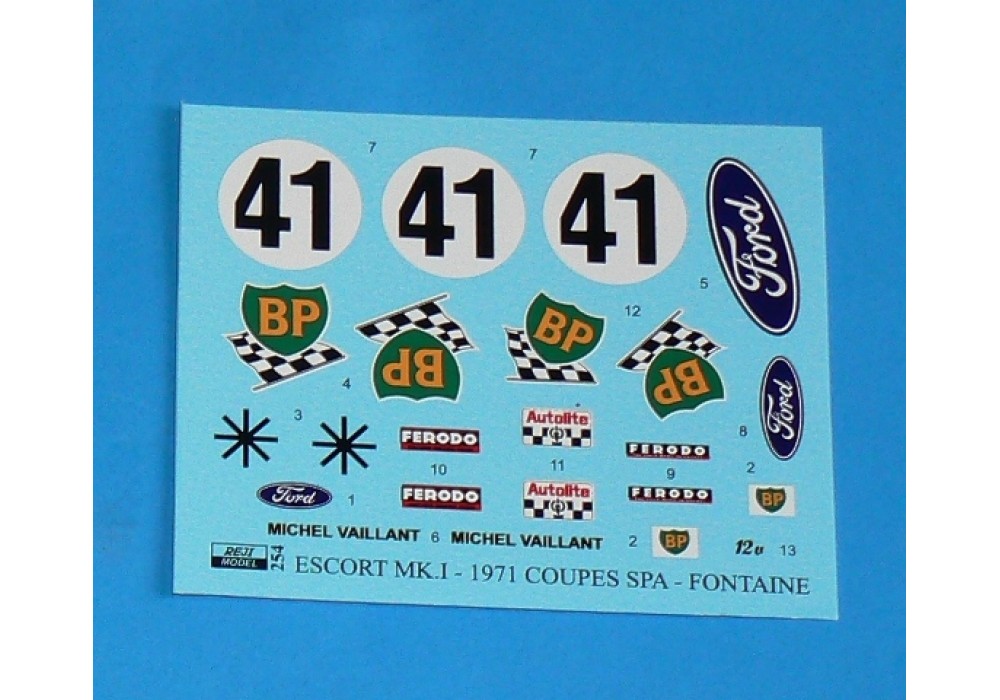 41 7 41 7 41
Ford
5
BP BP BP 12 BP
4
3
Ford
8
FERODO Autolite FERODO
10 11 9 2
Ford 1 FERODO Autolite FERODO BP
MICHEL VAILLANT 6 MICHEL VAILLANT 2 BP 12v 13
REJI MODEL 254 ESCORT MK.I - 1971 COUPES SPA - FONTAINE